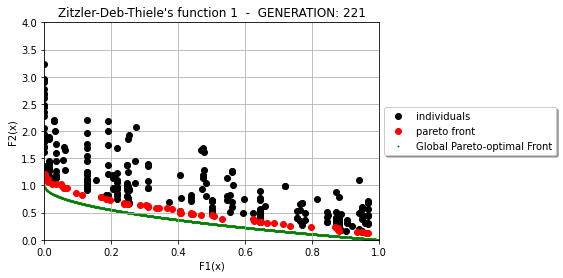 Zitzler-Deb-Thiele's function 1 - GENERATION: 221
4.0
3.5
3.0
2.5
2.0
1.5
1.0
0.5
0.0
F2(x)
0.0 0.2 0.4 0.6 0.8 1.0
F1(x)
individuals
pareto front
Global Pareto-optimal Front